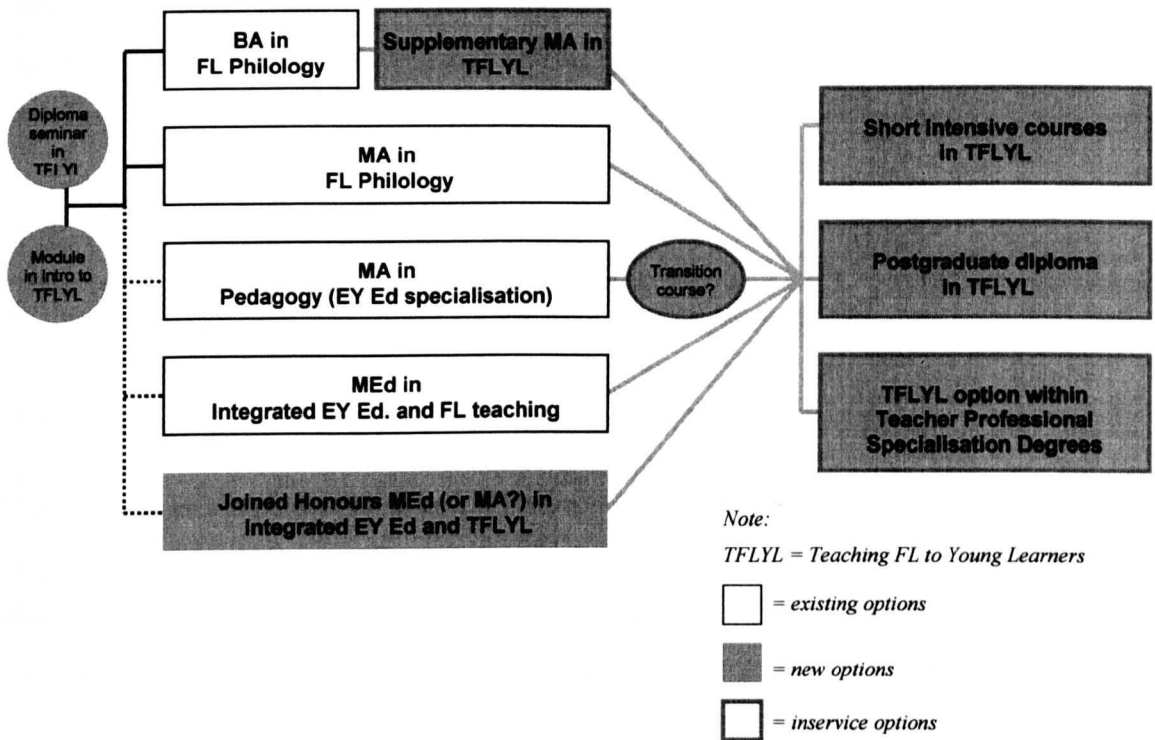 BA in
FL Philology
Supplementary MA in
TFLYL
Diploma
seminar
in
TFLYL
Module
in Intro to
TFLYL
MA in
FL Philology
MA in
Pedagogy (EY Ed specialisation)
Transition
course?
MEd in
Integrated EY Ed. and FL teaching
Joined Honours MEd (or MA?) in
Integrated EY Ed and TFLYL
Short intensive courses
in TFLYL
Postgraduate diploma
in TFLYL
TFLYL option within
Teacher Professional
Specialisation Degrees
Note:
TFLYL = Teaching FL to Young Learners
= existing options
= new options
= inservice options